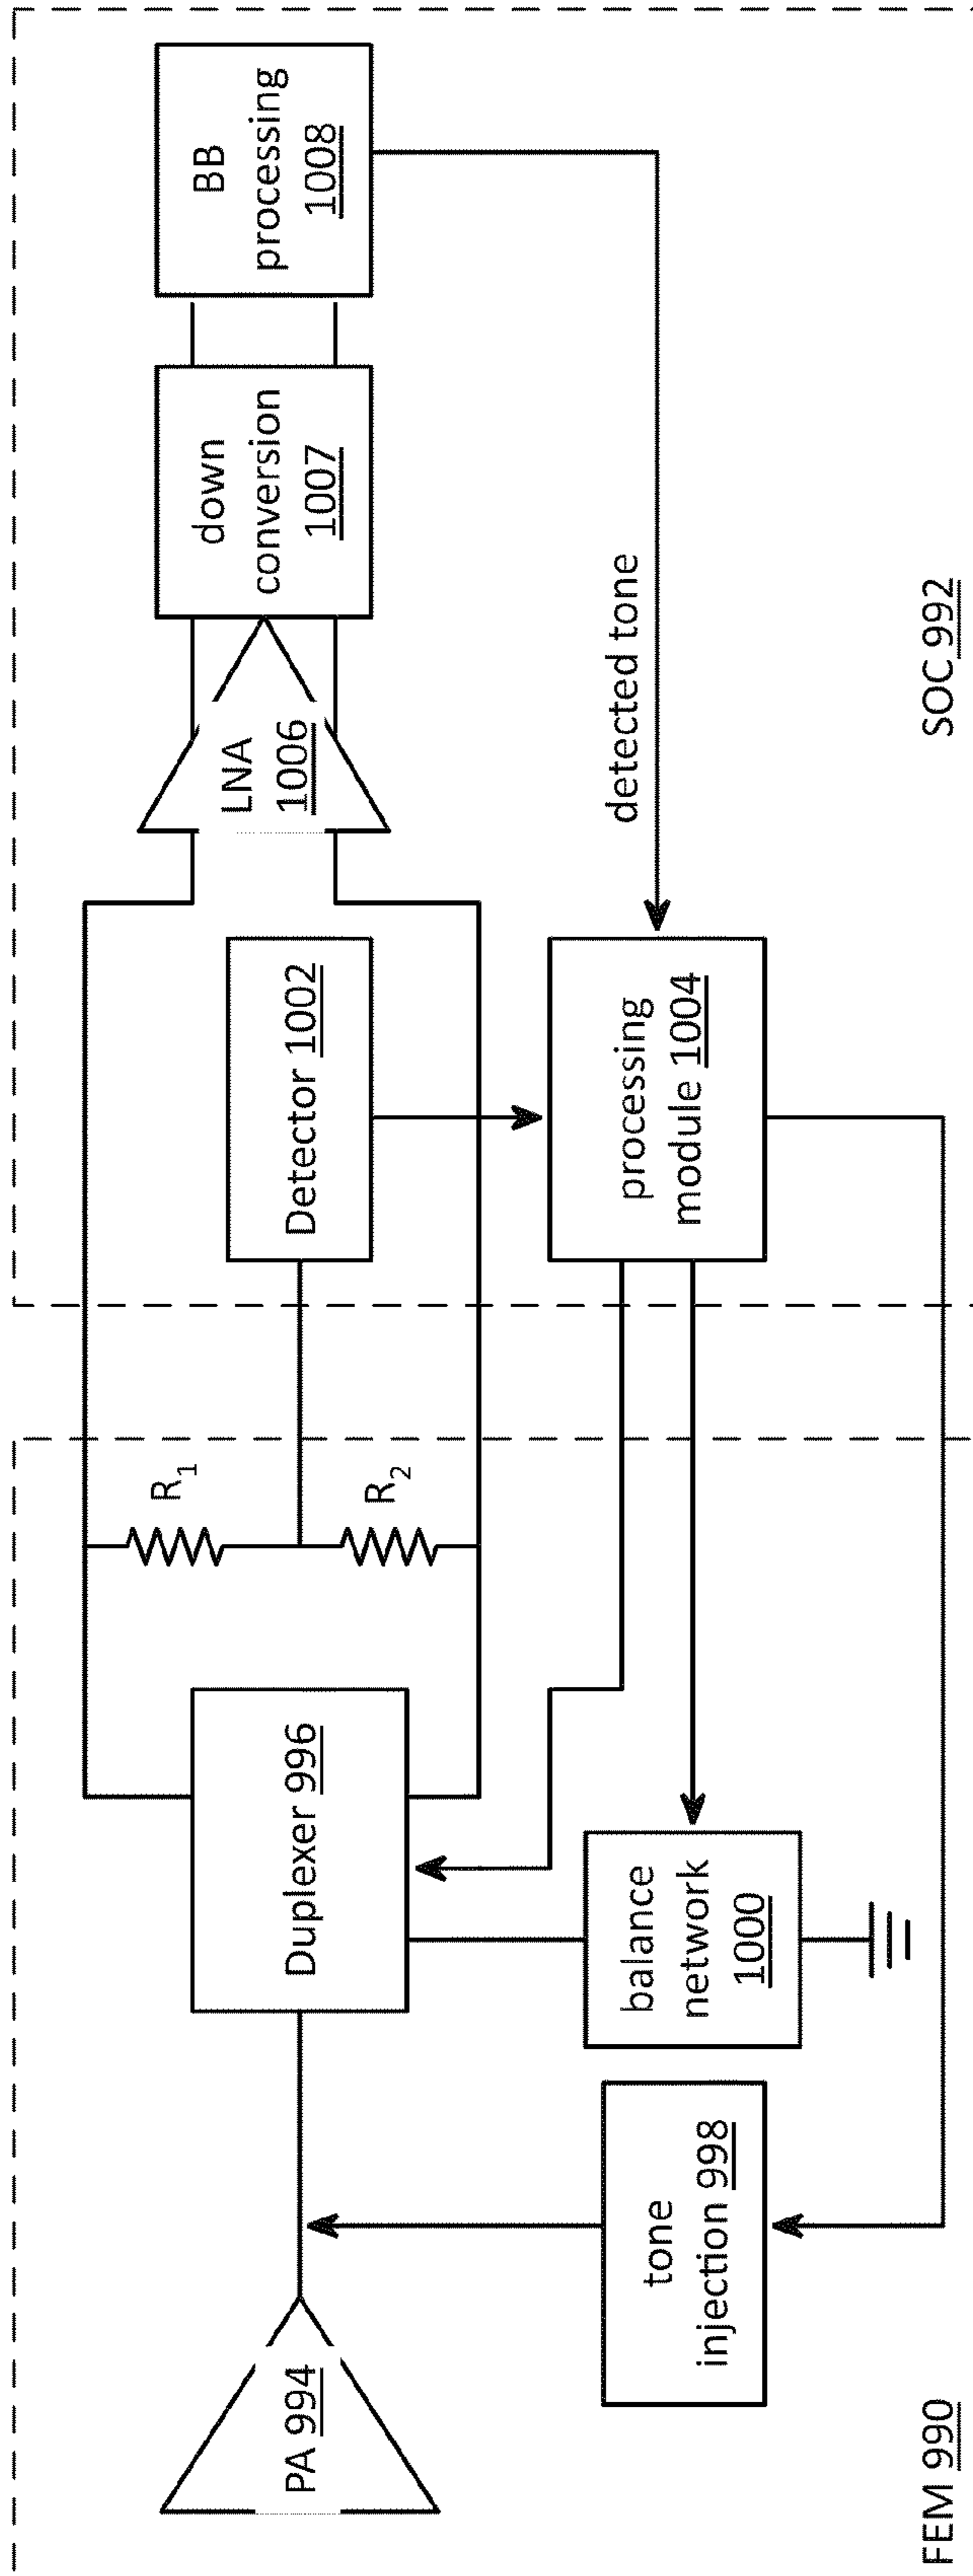 PA 994
Duplexer 996
R1
R2
Detector 1002
LNA
1006
down
conversion
1007
BB
processing
1008
tone
injection 998
balance
network
1000
processing
module 1004
detected tone
FEM 990
SOC 992